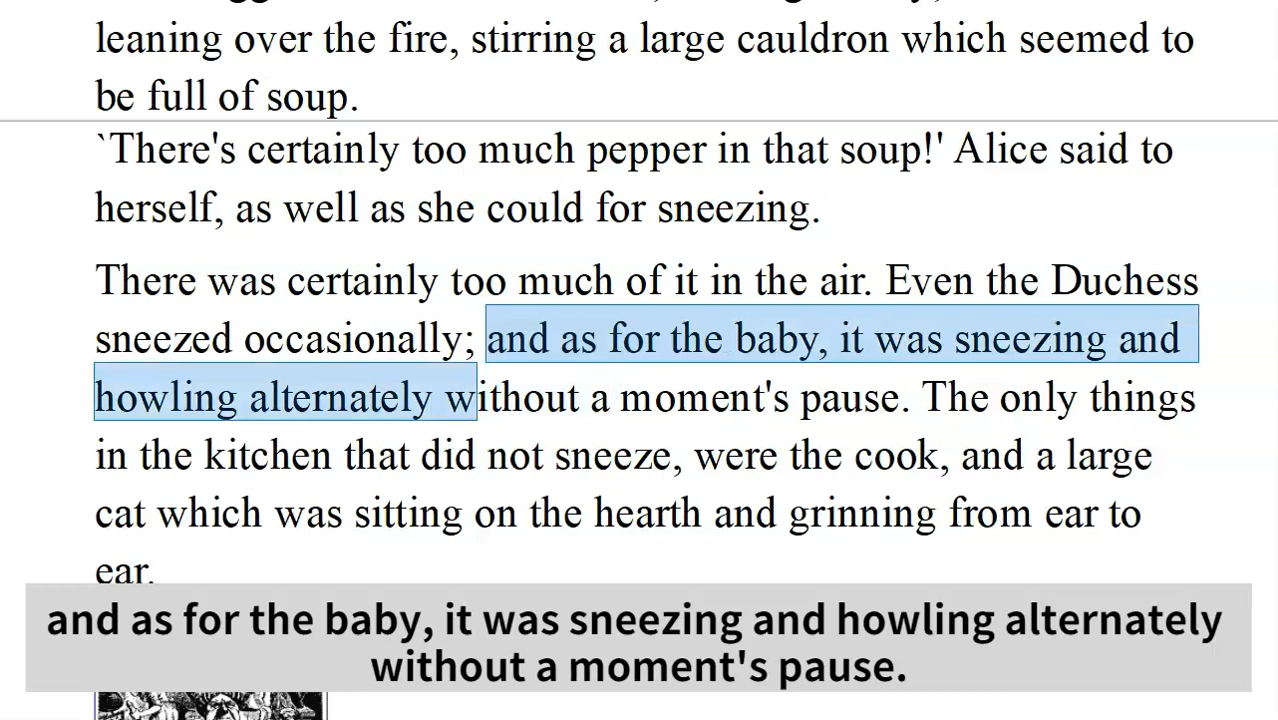 leaning over the fire, stirring a large cauldron which seemed to
be full of soup.
`There's certainly too much pepper in that soup!' Alice said to
herself, as well as she could for sneezing.
There was certainly too much of it in the air. Even the Duchess
sneezed occasionally; and as for the baby, it was sneezing and
howling alternately without a moment's pause. The only things
in the kitchen that did not sneeze, were the cook, and a large
cat which was sitting on the hearth and grinning from ear to
ear.
and as for the baby, it was sneezing and howling alternately
without a moment's pause.